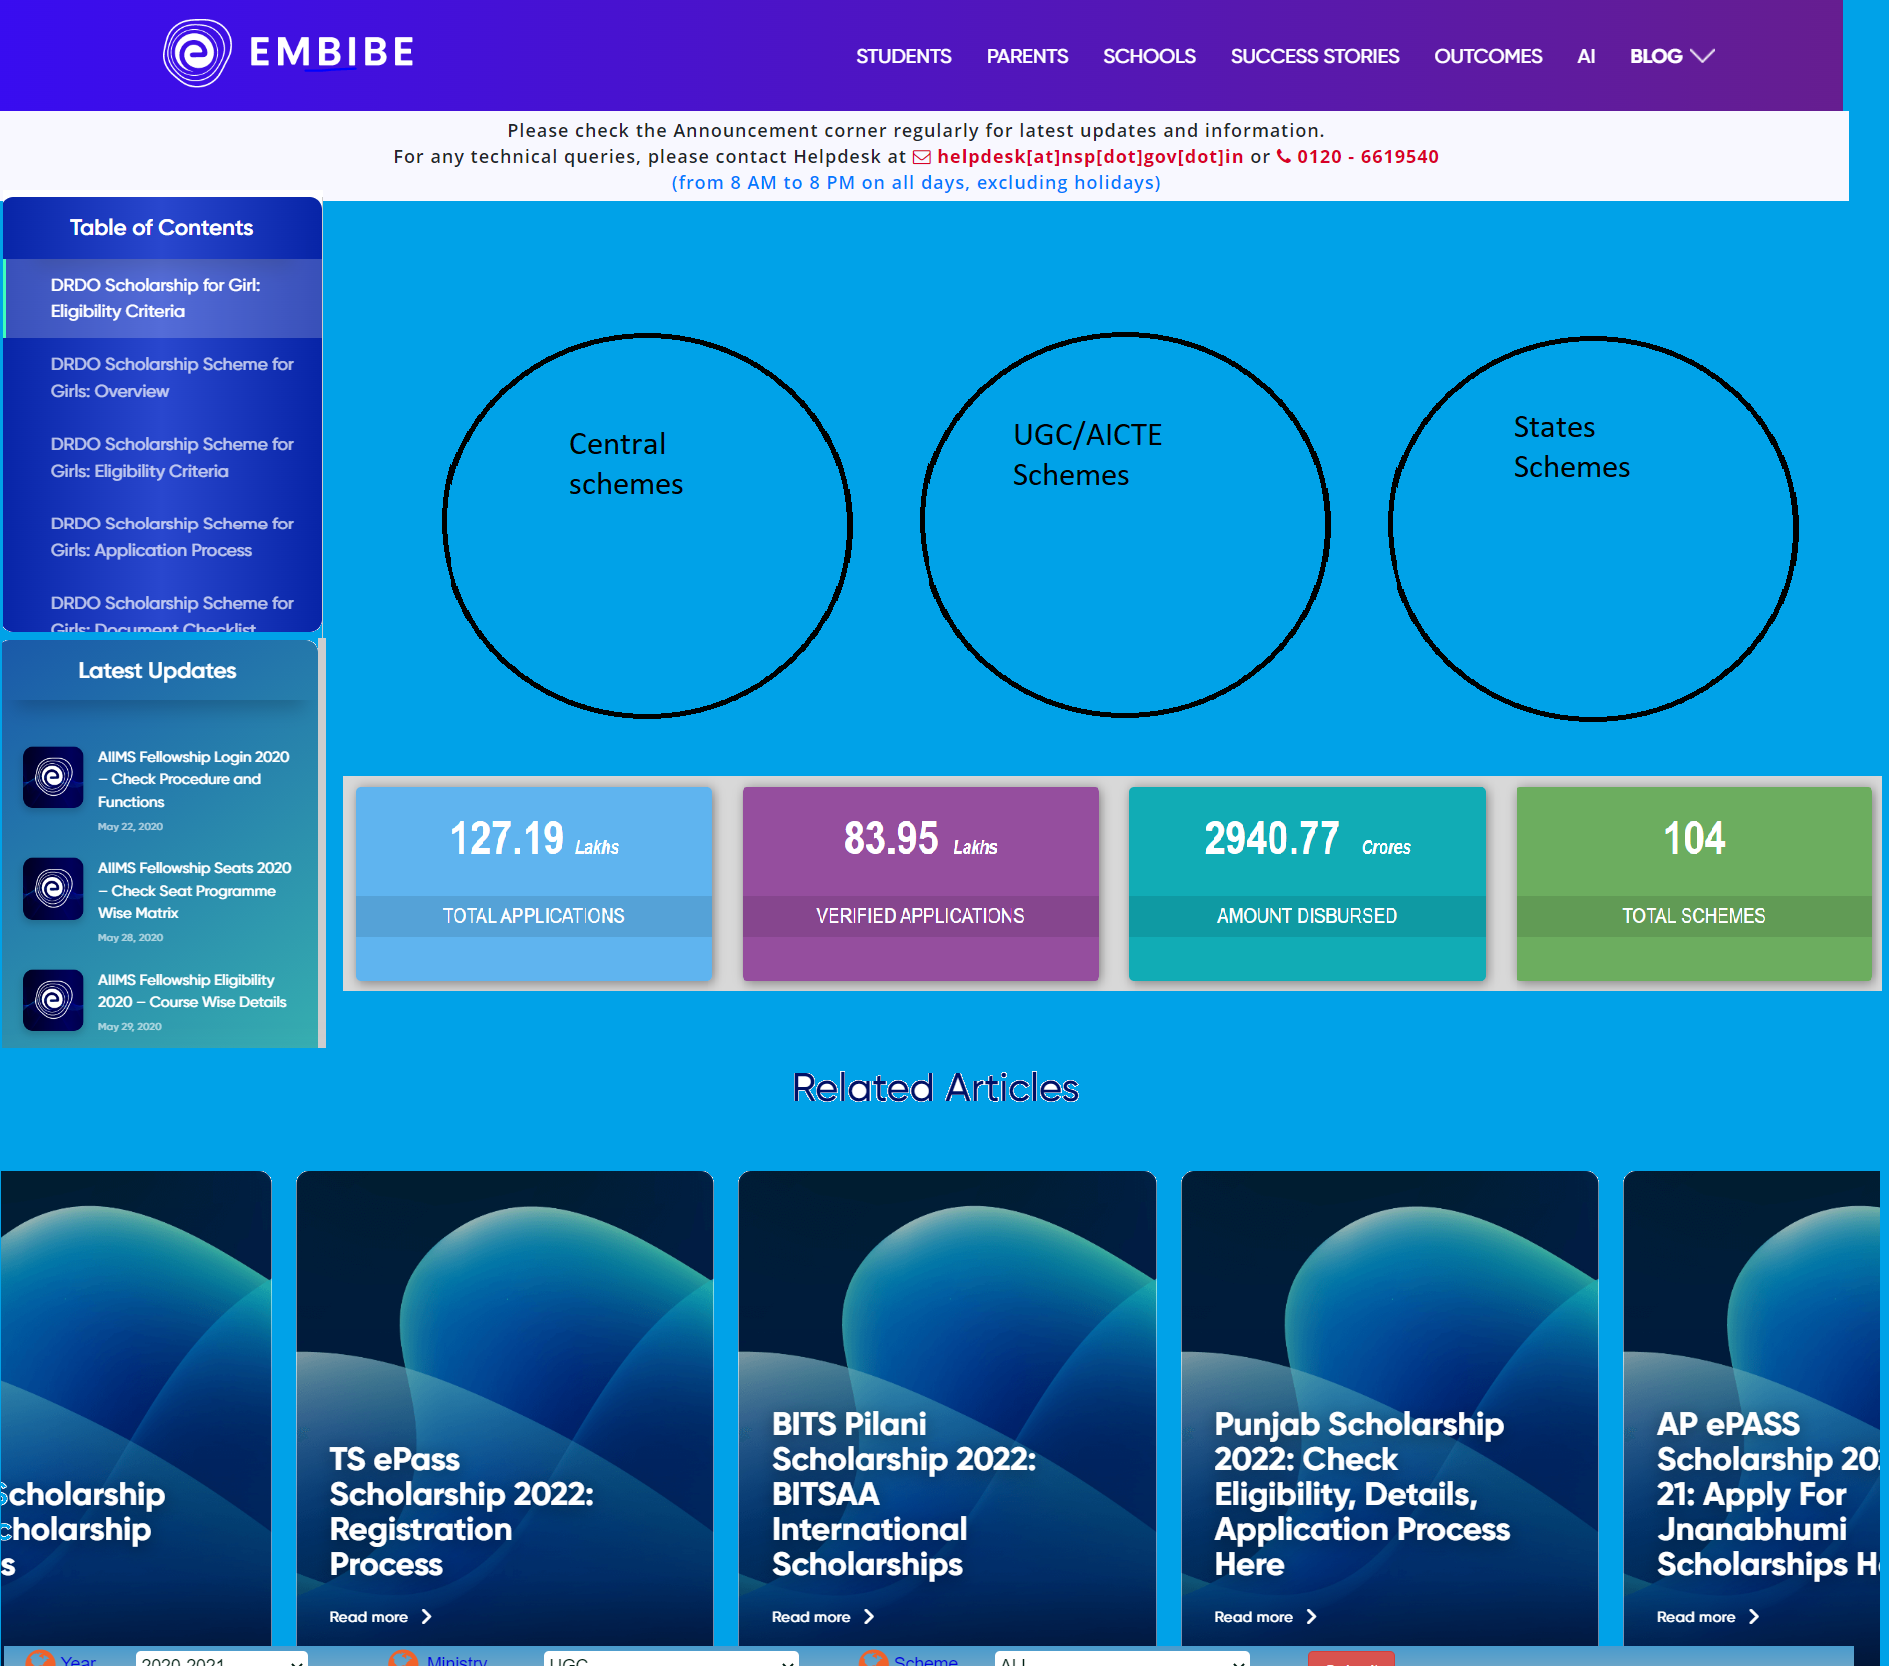 EMBIBE
STUDENTS PARENTS SCHOOLS SUCCESS STORIES OUTCOMES AI BLOG
Please check the Announcement corner regularly for latest updates and information.
For any technical queries, please contact Helpdesk at helpdesk[at]nsp[dot]gov[dot]in or 0120 - 6619540
(from 8 AM to 8 PM on all days, excluding holidays)
Table of Contents
DRDO Scholarship for Girl:
Eligibility Criteria
DRDO Scholarship Scheme for
Girls: Overview
DRDO Scholarship Scheme for
Girls: Eligibility Criteria
DRDO Scholarship Scheme for
Girls: Application Process
DRDO Scholarship Scheme for
Girls: Document Checklist
Central
schemes
UGC/AICTE
Schemes
States
Schemes
Latest Updates
AIIMS Fellowship Login 2020
– Check Procedure and
Functions
May 22, 2020
AIIMS Fellowship Seats 2020
– Check Seat Programme
Wise Matrix
May 28, 2020
AIIMS Fellowship Eligibility
2020 – Course Wise Details
May 29, 2020
127.19 Lakhs
TOTAL APPLICATIONS
83.95 Lakhs
VERIFIED APPLICATIONS
2940.77 Crores
AMOUNT DISBURSED
104
TOTAL SCHEMES
Related Articles
Scholarship
cholarship
s
TS ePass
Scholarship 2022:
Registration
Process
Read more
BITS Pilani
Scholarship 2022:
BITSAA
International
Scholarships
Read more
Punjab Scholarship
2022: Check
Eligibility, Details,
Application Process
Here
Read more
AP ePASS
Scholarship 20
21: Apply For
Jnanabhumi
Scholarships H
Read more
Year 2020-2021 Ministry UGC Scheme ALL